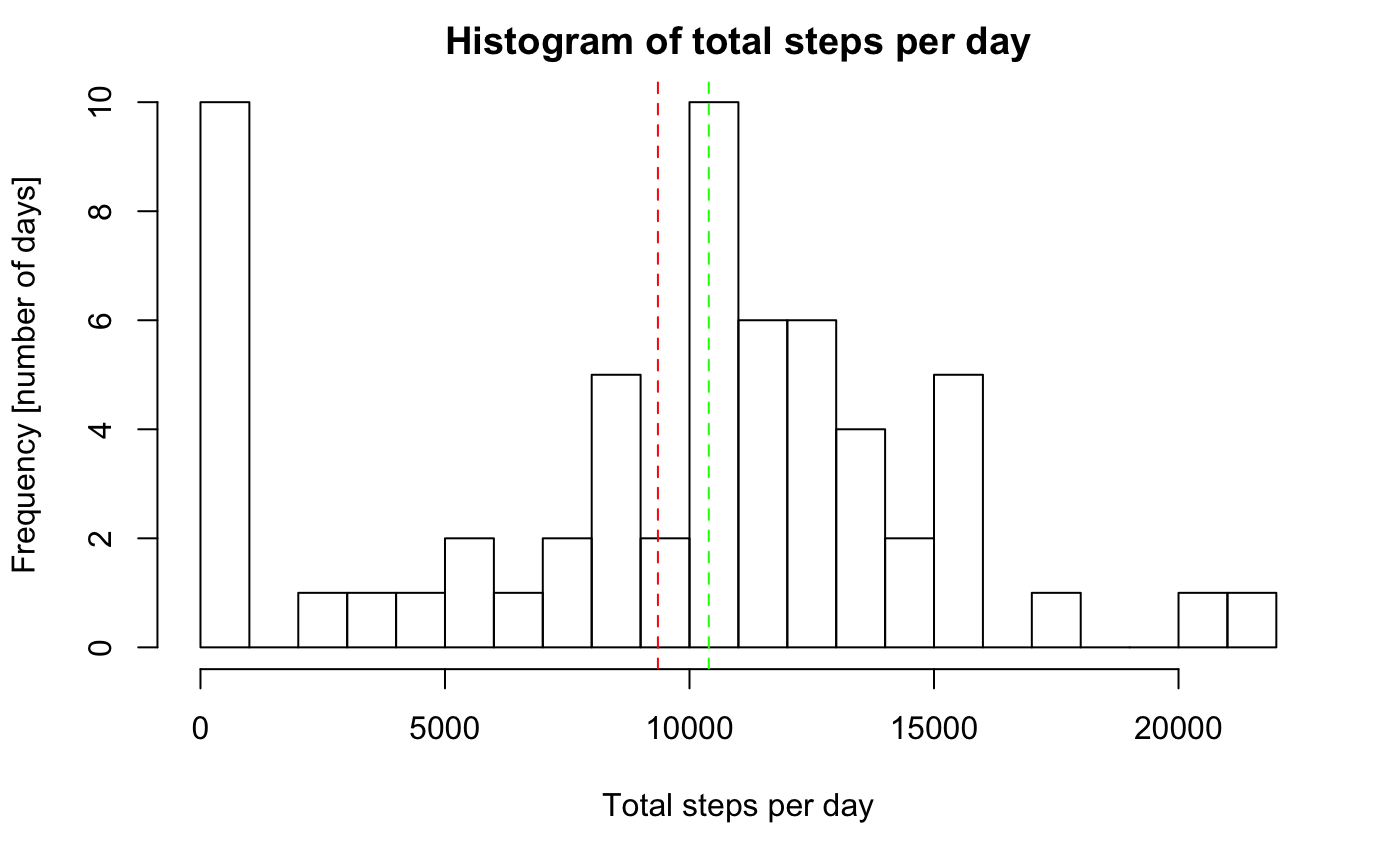 Histogram of total steps per day
Frequency [number of days]
10
8
6
4
2
0
0 5000 10000 15000 20000
Total steps per day